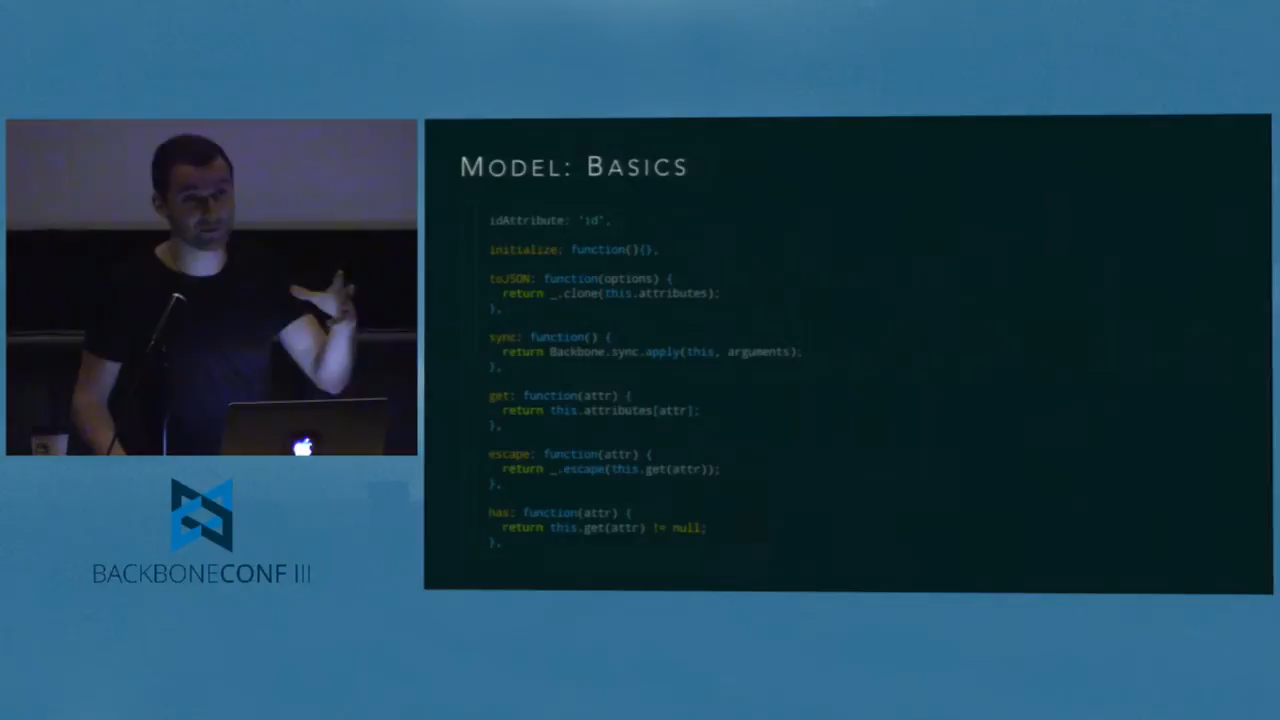 MODEL: BASICS
idAttribute: 'id',
initialize: function(){},
toJSON: function(options) {
return _.clone(this.attributes);
},
sync: function() {
return Backbone.sync.apply(this, arguments);
},
get: function(attr) {
return this.attributes[attr];
},
escape: function(attr) {
return _.escape(this.get(attr));
},
has: function(attr) {
return this.get(attr) != null;
},
BACKBONECONF III